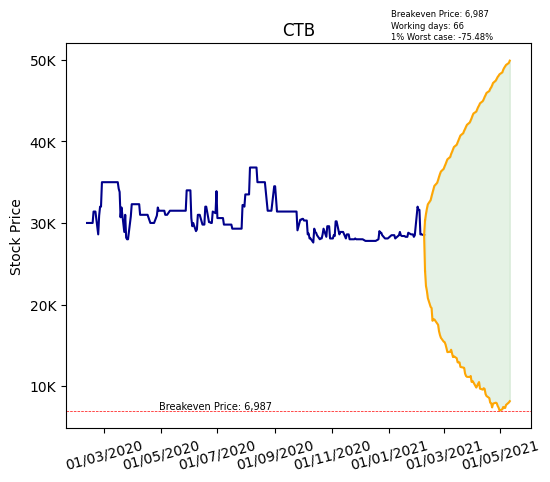 Breakeven Price: 6,987
Working days: 66
1% Worst case: -75.48%
CTB
Stock Price
50K
40K
30K
20K
10K
Breakeven Price: 6,987
01/03/2020 01/05/2020 01/07/2020 01/09/2020 01/11/2020 01/01/2021 01/03/2021 01/05/2021